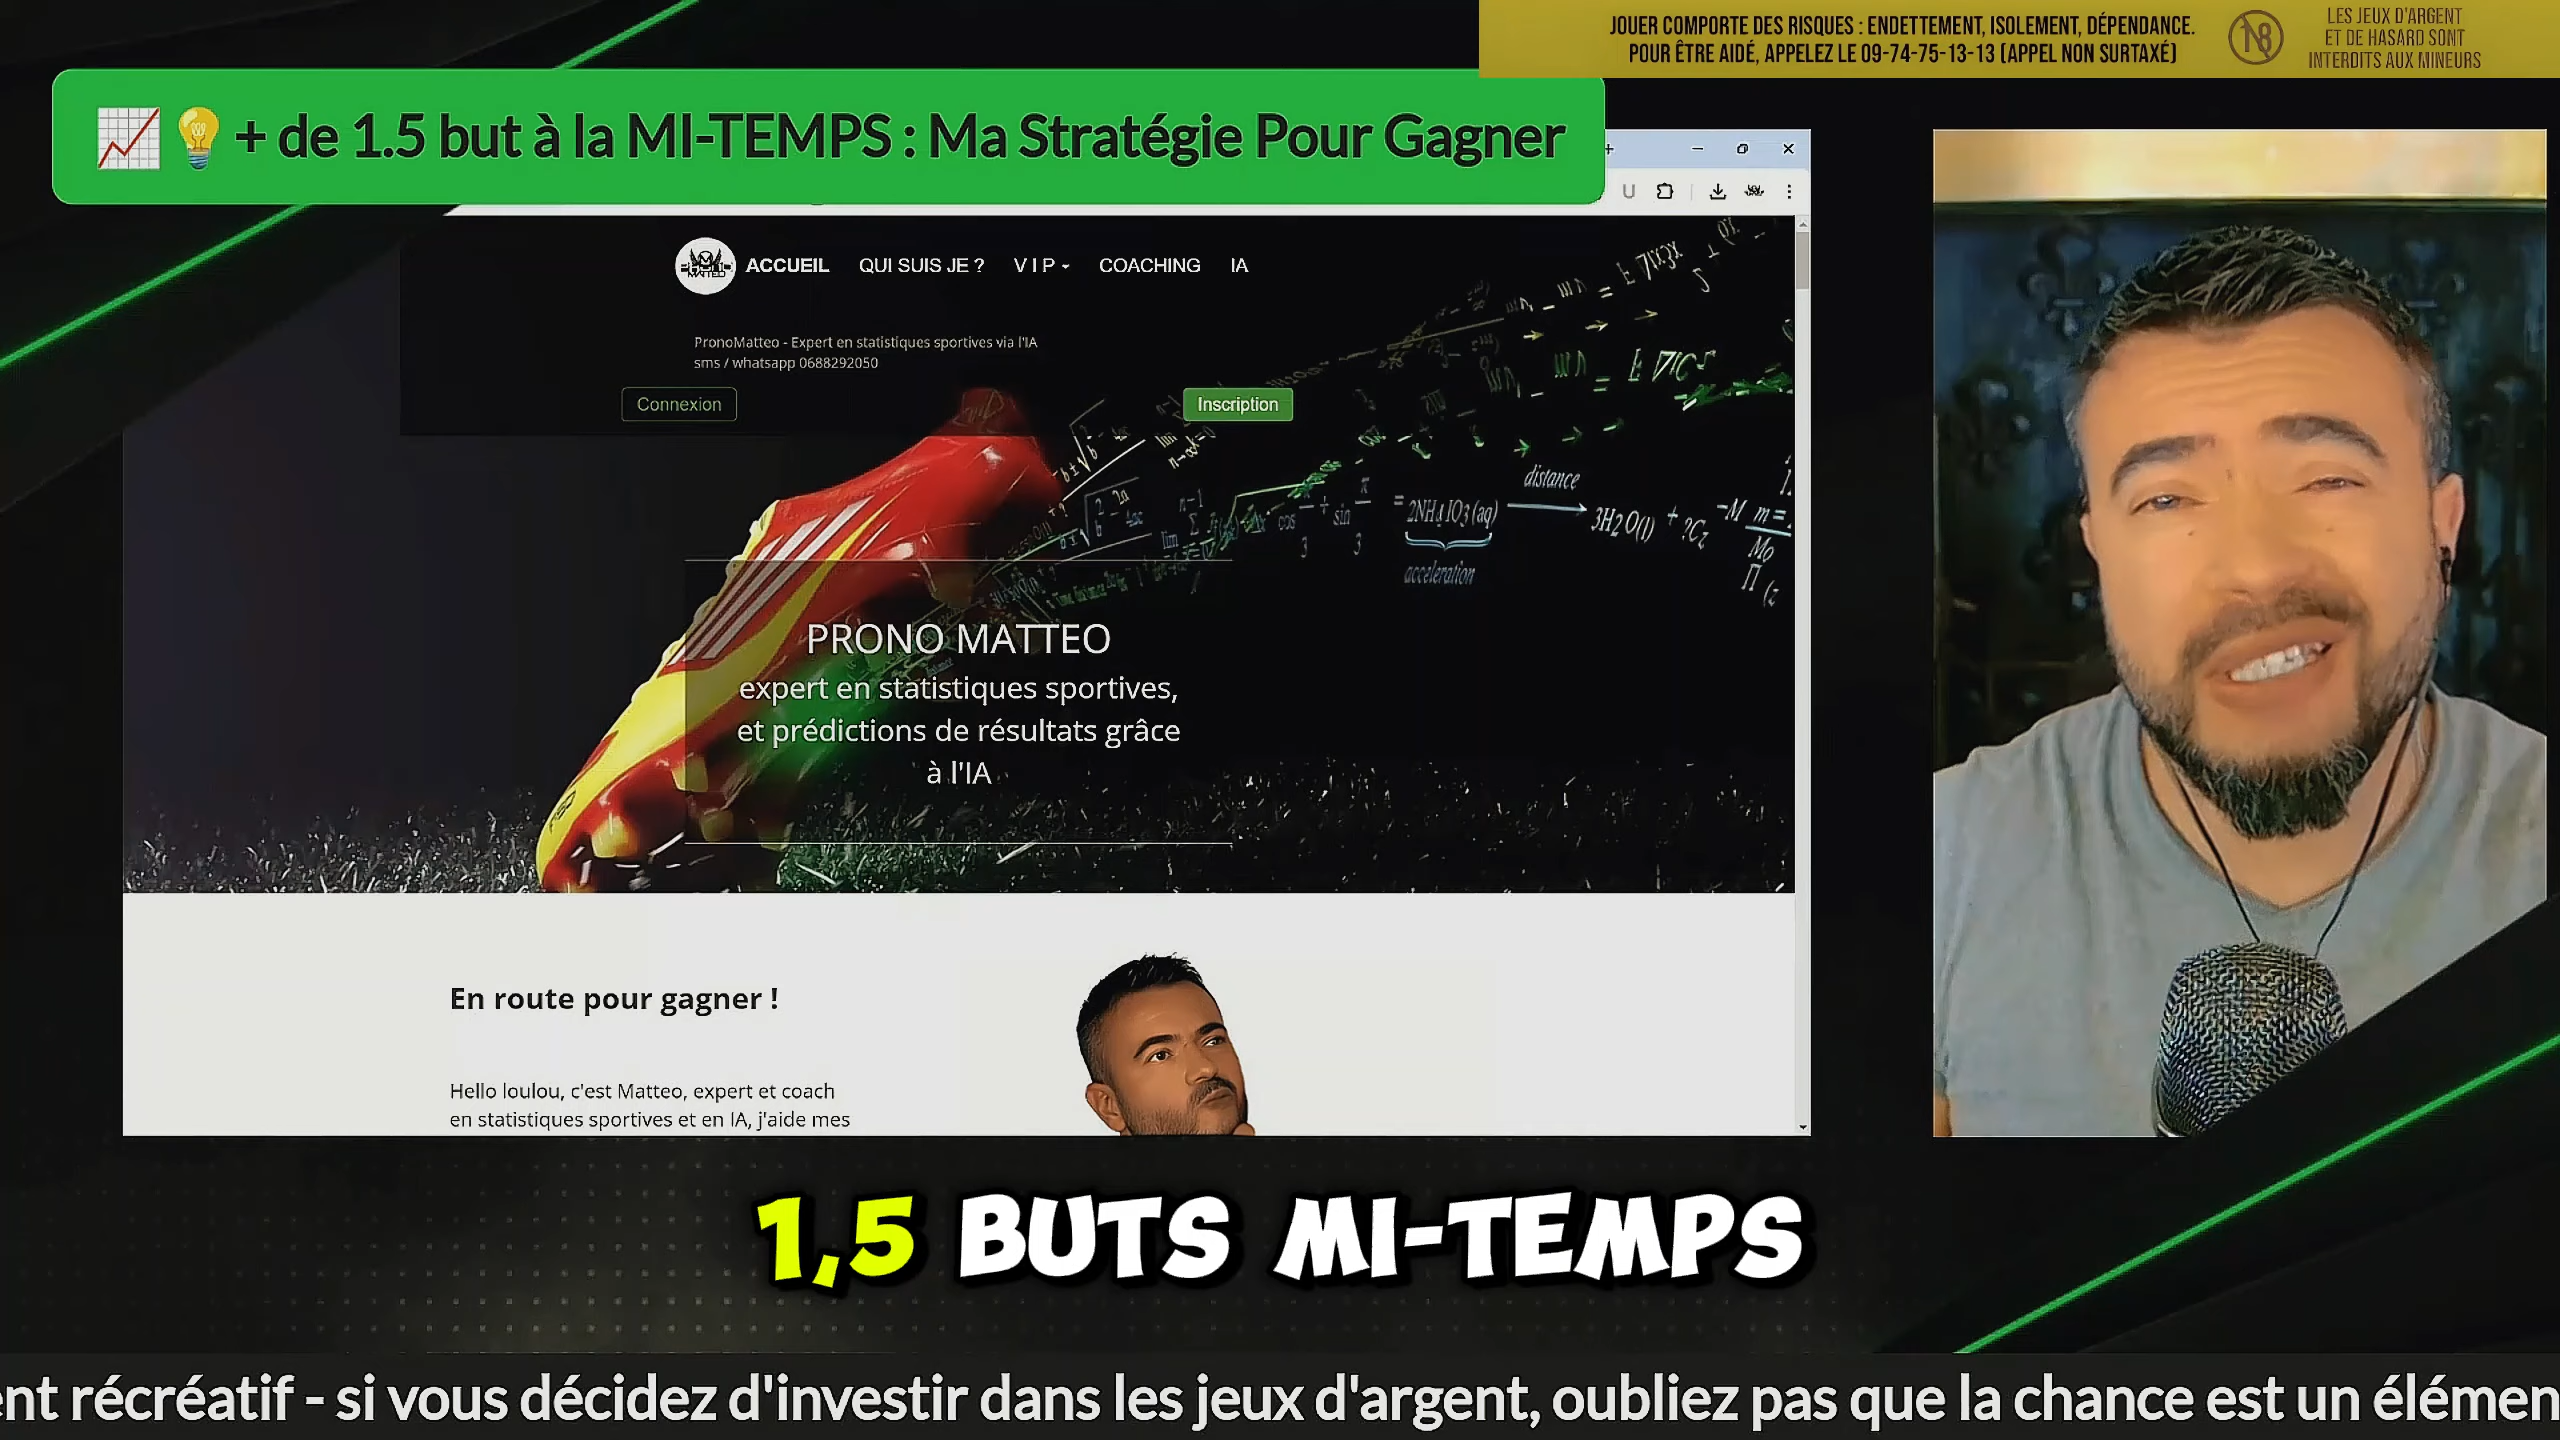 JOUER COMPORTE DES RISQUES : ENDETTEMENT, ISOLEMENT, DÉPENDANCE.
POUR ÊTRE AIDÉ, APPELEZ LE 09-74-75-13-13 (APPEL NON SURTAXÉ)
18
LES JEUX D'ARGENT
ET DE HASARD SONT
INTERDITS AUX MINEURS
📈💡 + de 1.5 but à la MI-TEMPS : Ma Stratégie Pour Gagner
MATTEO
ACCUEIL QUI SUIS JE ? V I P COACHING IA
PronoMatteo - Expert en statistiques sportives via l'IA
sms / whatsapp 0688292050
Connexion
Inscription
distance
2NH4IO3(aq)
3H2O(l)
acceleration
PRONO MATTEO
expert en statistiques sportives,
et prédictions de résultats grâce
à l'IA
En route pour gagner !
Hello loulou, c'est Matteo, expert et coach
en statistiques sportives et en IA, j'aide mes
1,5 BUTS MI-TEMPS
nt récréatif - si vous décidez d'investir dans les jeux d'argent, oubliez pas que la chance est un élémen